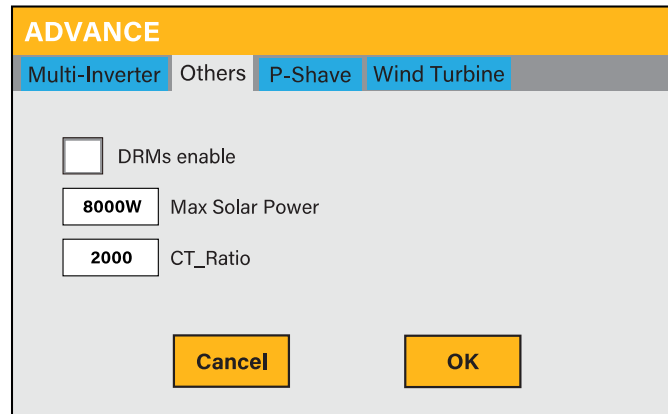 ADVANCE
Multi-Inverter Others P-Shave Wind Turbine
DRMs enable
8000W Max Solar Power
2000 CT_Ratio
Cancel OK